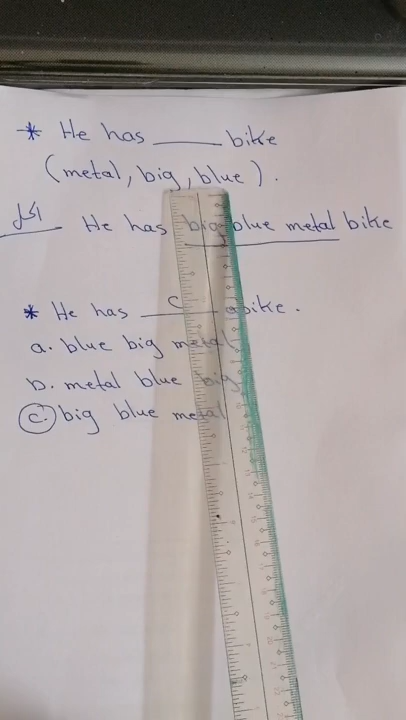 * He has ____ bike
(metal, big, blue).
الحل He has big blue metal bike
* He has __c__ bike.
a. blue big metal
b. metal blue big
c. big blue metal